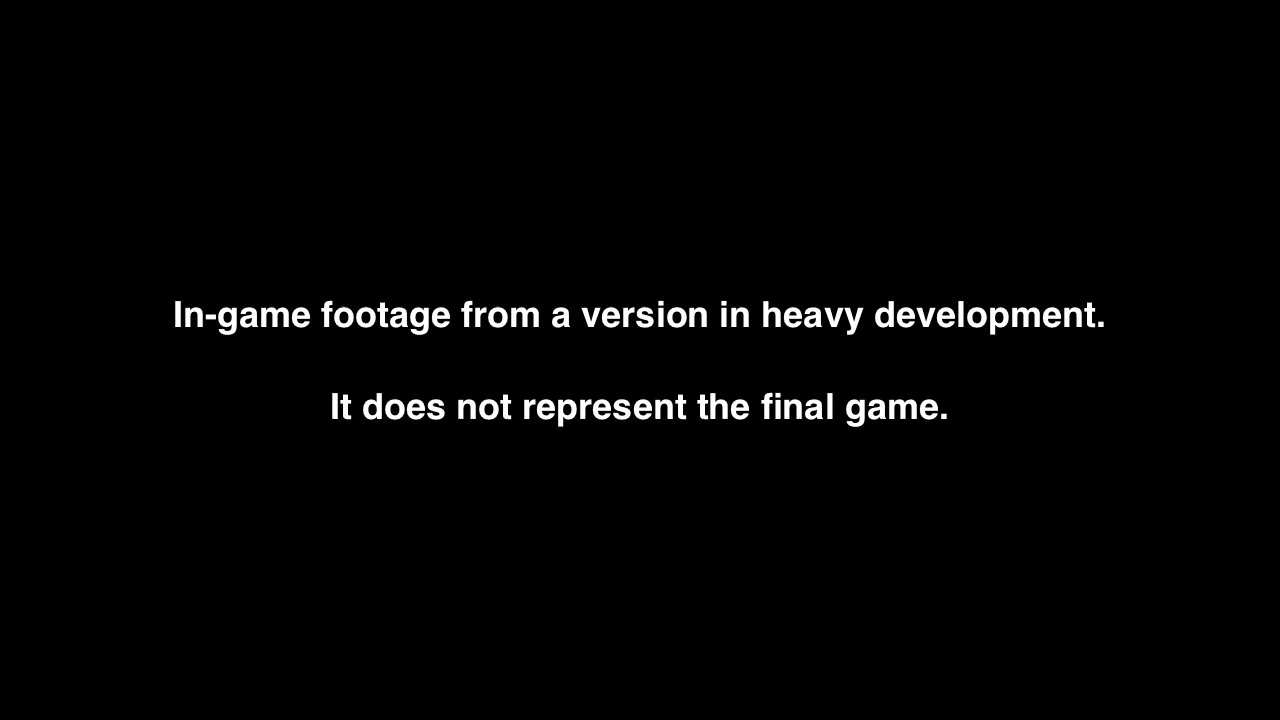 In-game footage from a version in heavy development.
It does not represent the final game.